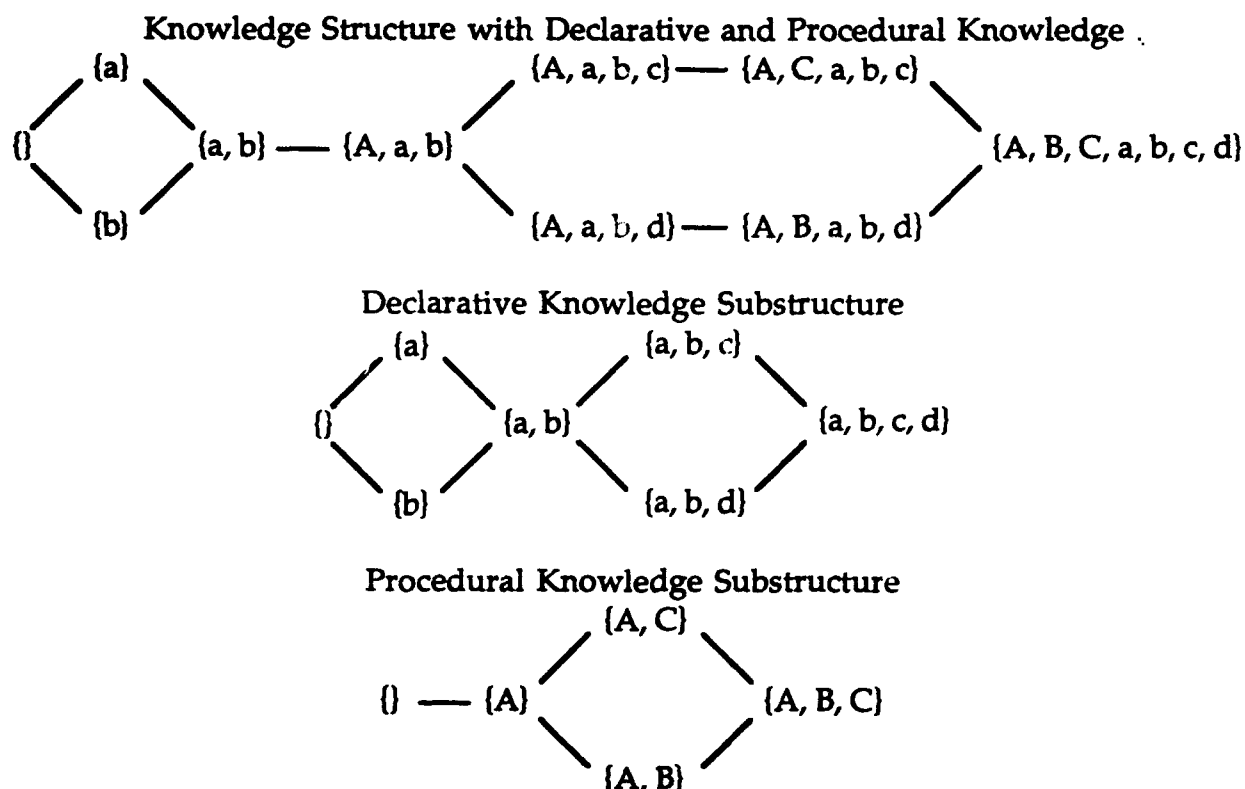 Knowledge Structure with Declarative and Procedural Knowledge
{a} {A, a, b, c} {A, C, a, b, c}
{} {a, b} {A, a, b} {A, B, C, a, b, c, d}
{b} {A, a, b, d} {A, B, a, b, d}
Declarative Knowledge Substructure
{a} {a, b, c}
{} {a, b} {a, b, c, d}
{b} {a, b, d}
Procedural Knowledge Substructure
{A, C}
{} {A} {A, B, C}
{A, B}